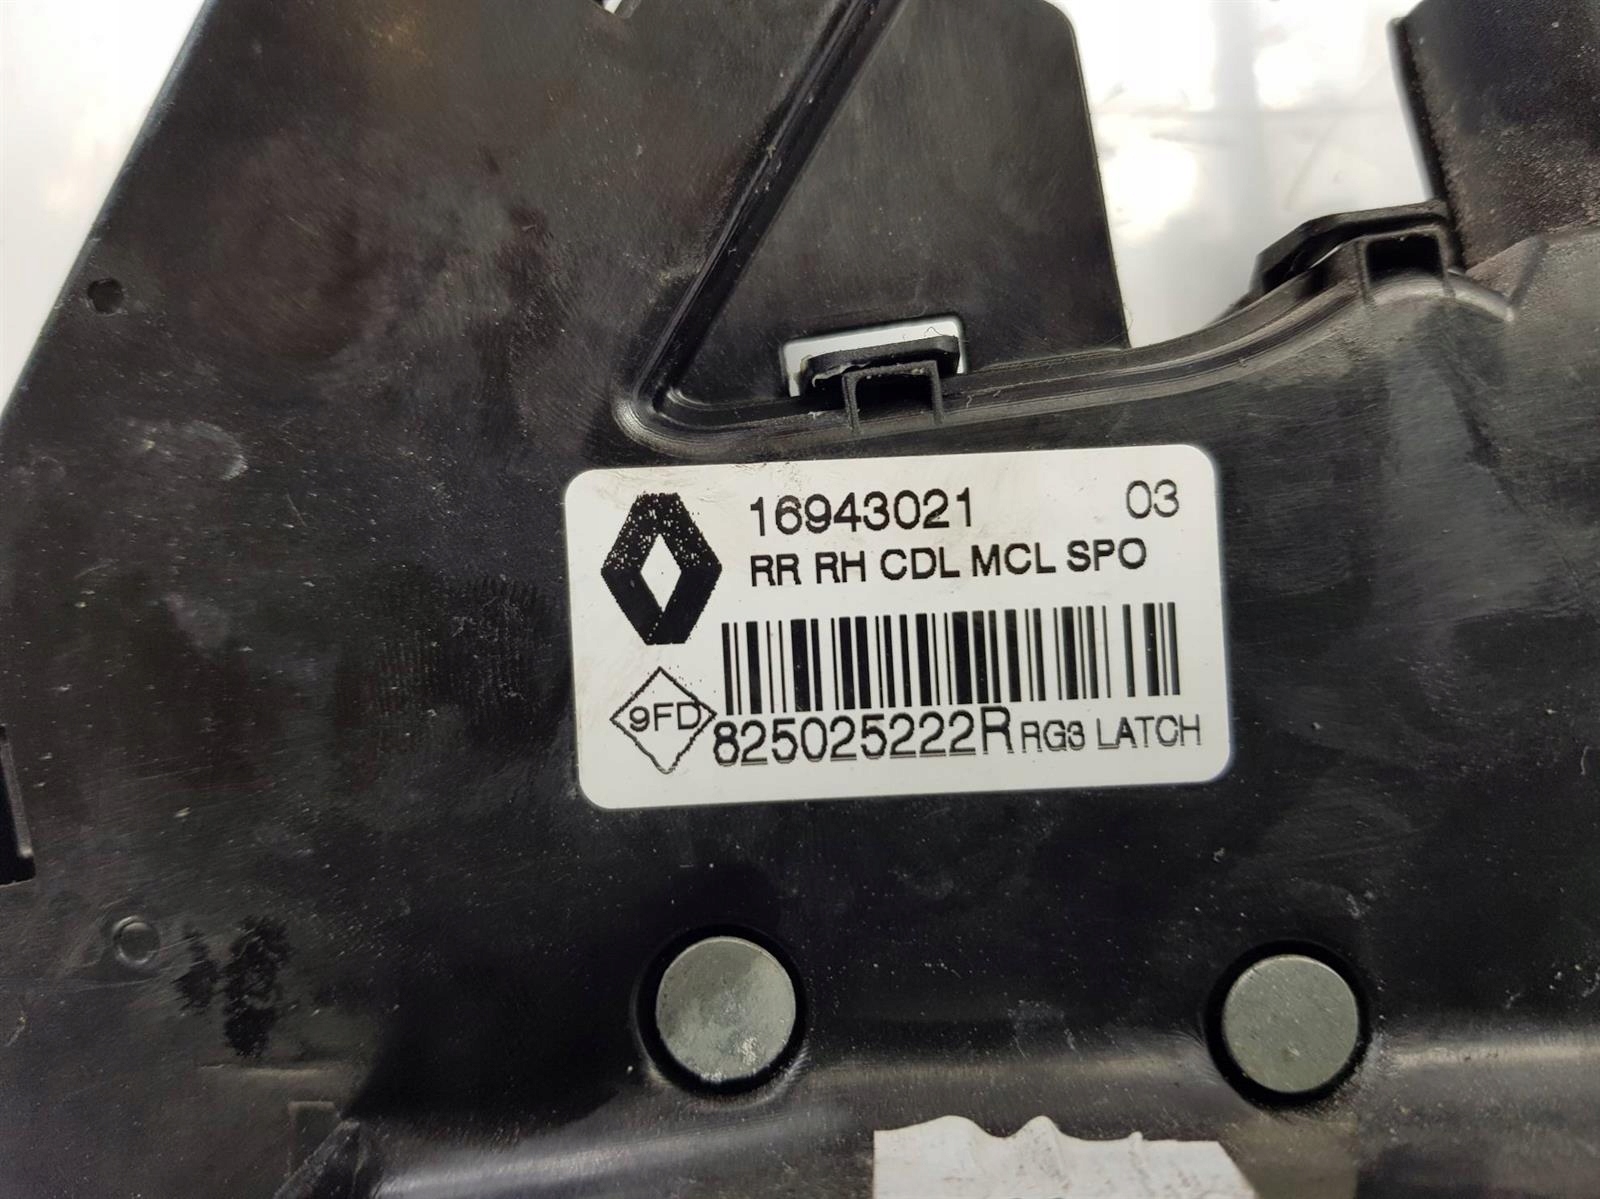 16943021 03
RR RH CDL MCL SPO
9FD
825025222R RG3 LATCH